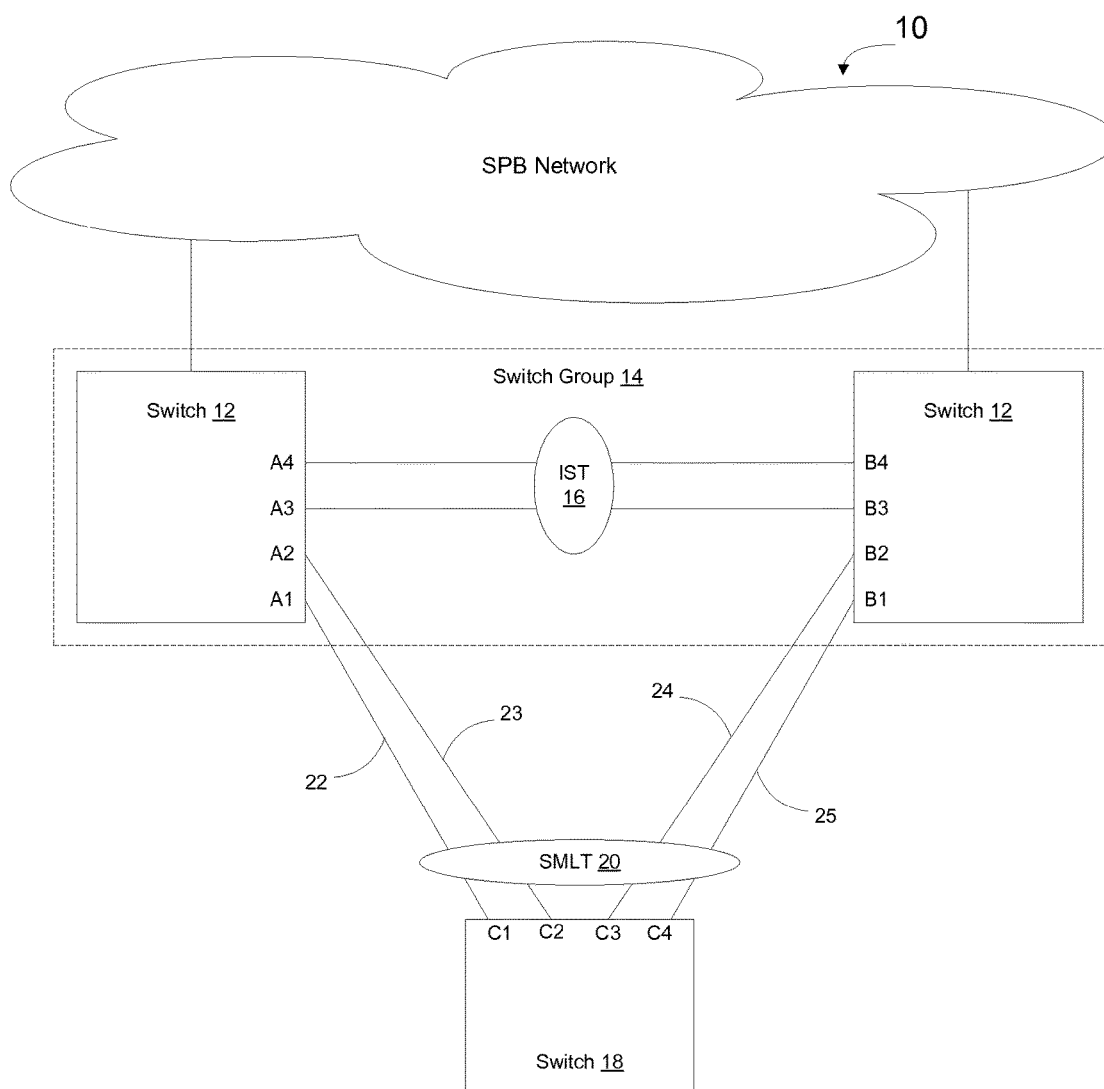 10
SPB Network
Switch Group 14
Switch 12
Switch 12
A4
IST
16
B4
A3
B3
A2
B2
A1
B1
24
23
22
25
SMLT 20
C1 C2 C3 C4
Switch 18